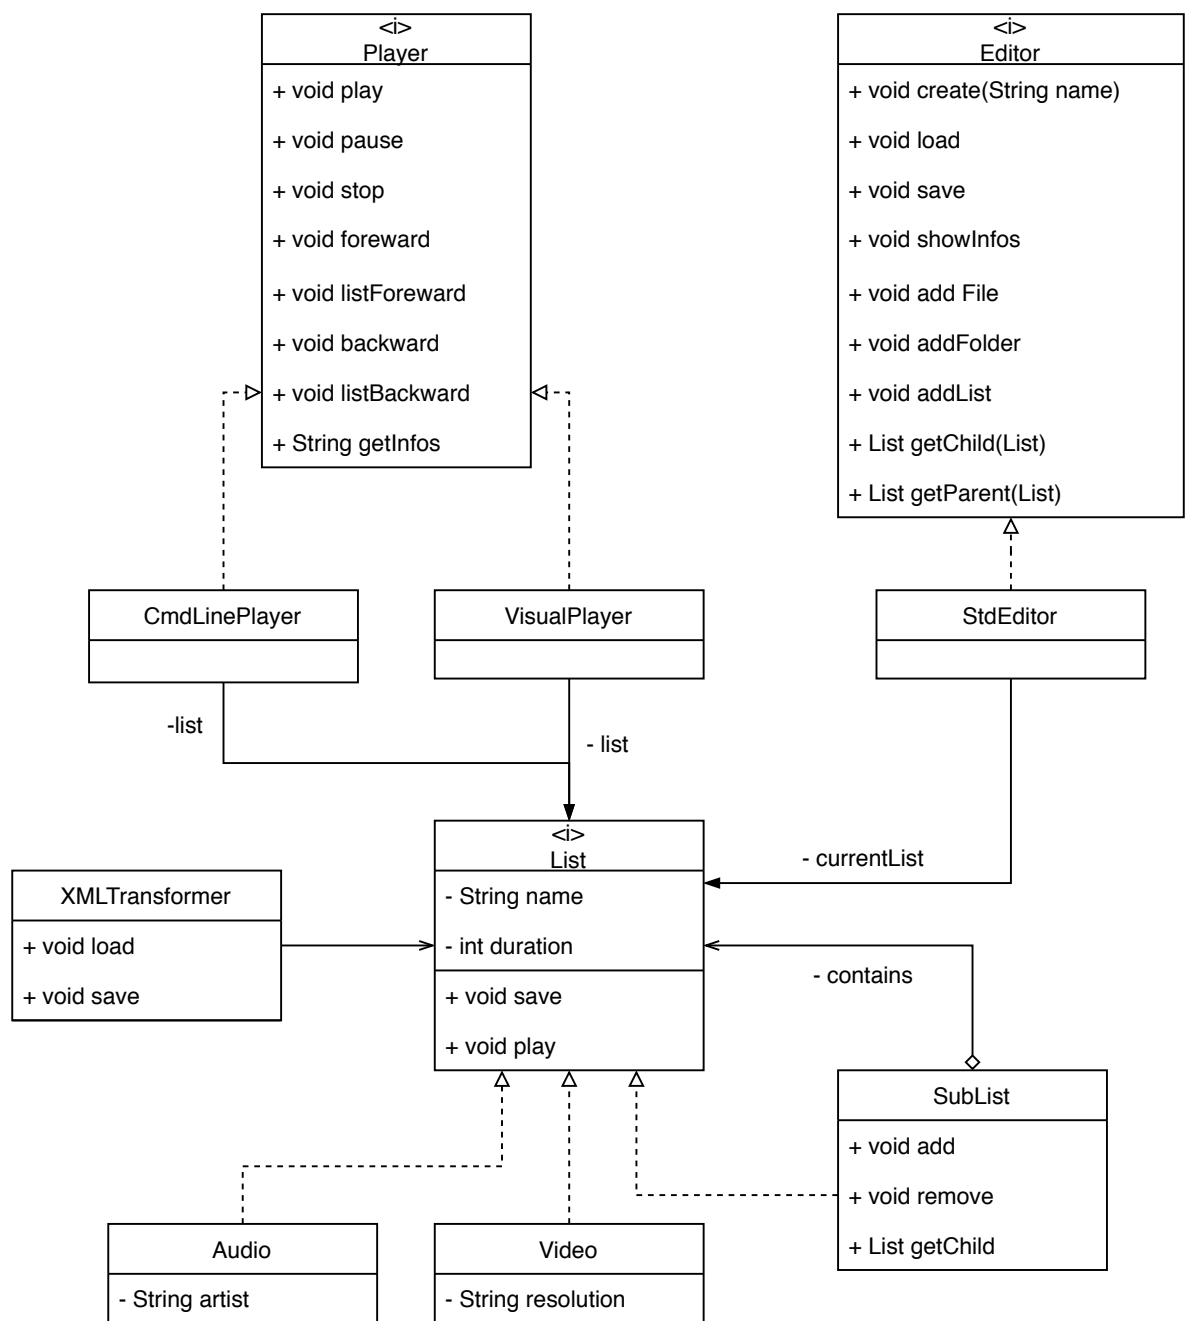 <i>
Player
+ void play
+ void pause
+ void stop
+ void foreward
+ void listForeward
+ void backward
+ void listBackward
+ String getInfos
<i>
Editor
+ void create(String name)
+ void load
+ void save
+ void showInfos
+ void add File
+ void addFolder
+ void addList
+ List getChild(List)
+ List getParent(List)
CmdLinePlayer
VisualPlayer
StdEditor
-list
- list
- currentList
<i>
List
- String name
- int duration
+ void save
+ void play
XMLTransformer
+ void load
+ void save
- contains
SubList
+ void add
+ void remove
+ List getChild
Audio
- String artist
Video
- String resolution